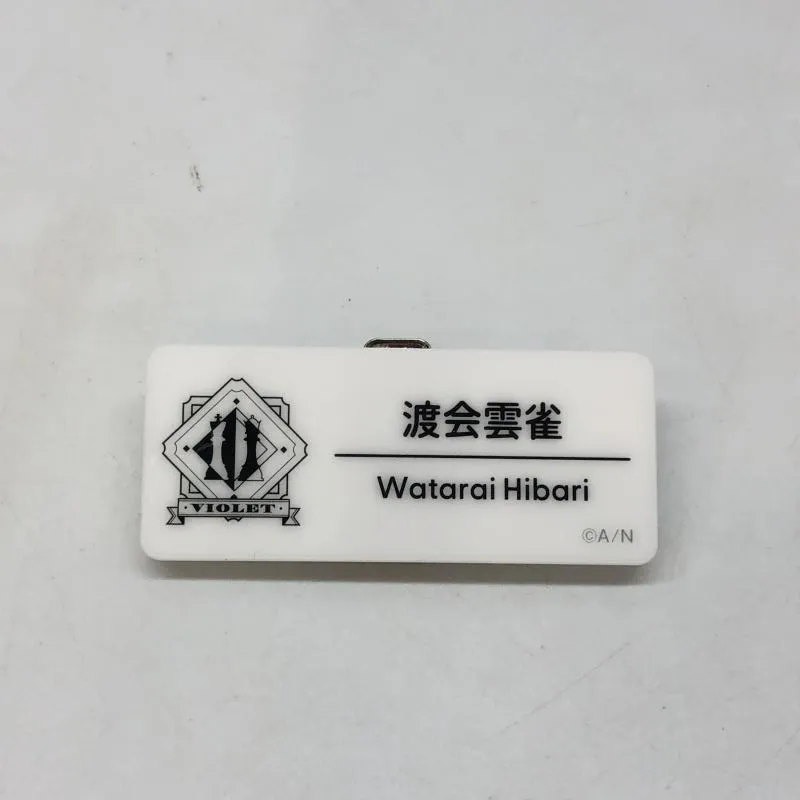 渡会雲雀
Watarai Hibari
·VIOLET·
©A/N